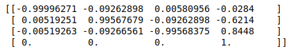 [[-0.99996271 -0.09262898  0.00580956 -0.0284    ]
 [ 0.00519251  0.99567679 -0.09262898 -0.6214    ]
 [-0.00519263 -0.09266561 -0.99568375  0.8448    ]
 [ 0.          0.          0.          1.        ]]